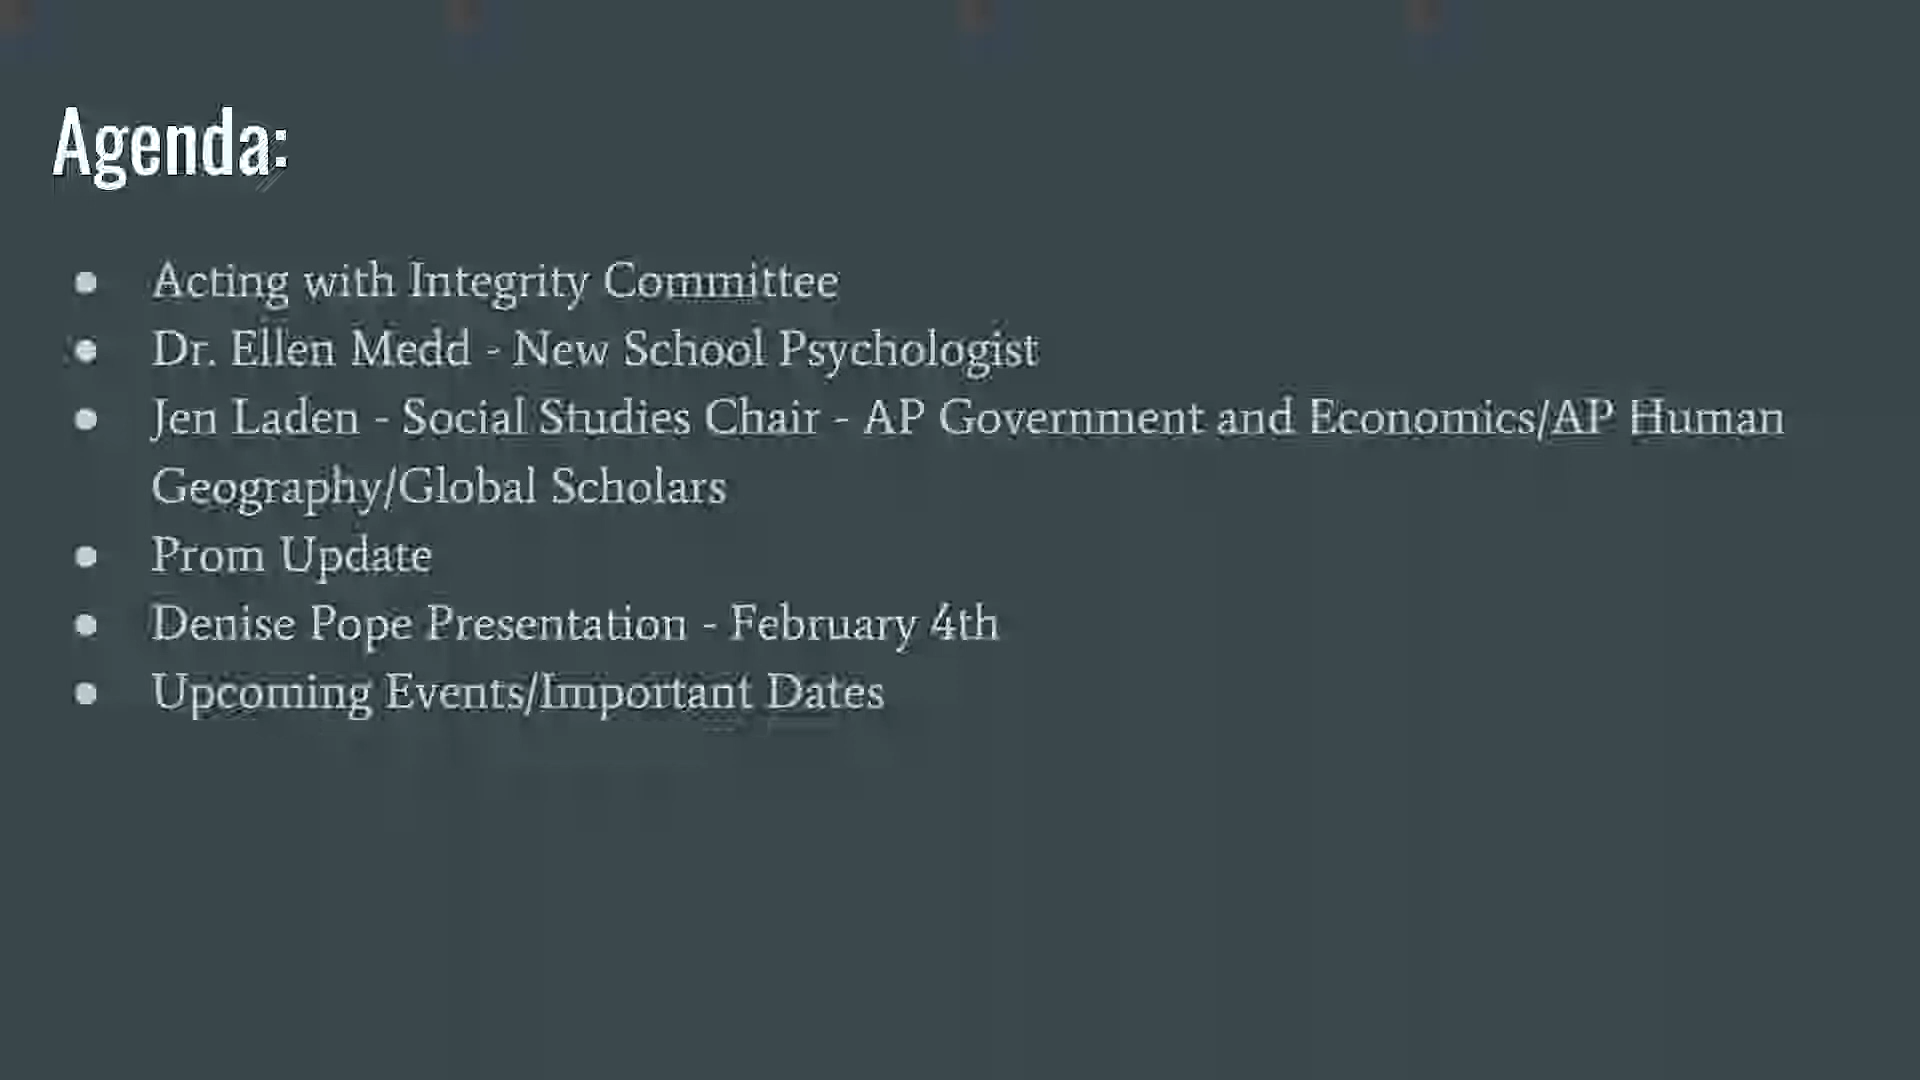 Agenda:
● Acting with Integrity Committee
● Dr. Ellen Medd - New School Psychologist
● Jen Laden - Social Studies Chair - AP Government and Economics/AP Human
Geography/Global Scholars
● Prom Update
● Denise Pope Presentation - February 4th
● Upcoming Events/Important Dates